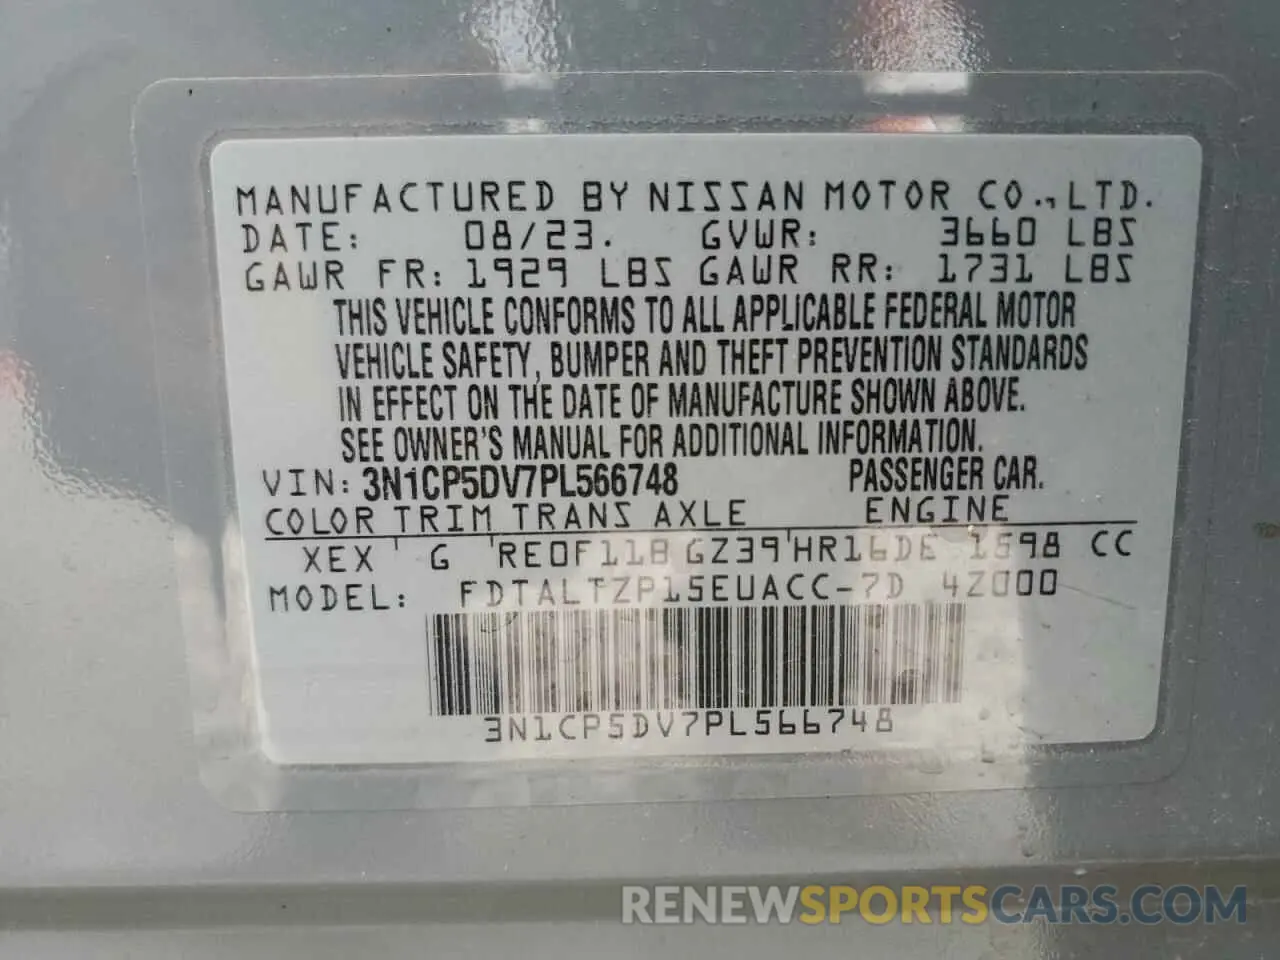 MANUFACTURED BY NISSAN MOTOR CO., LTD.
DATE: 08/23. GVWR: 3660 LBS
GAWR FR: 1929 LBS GAWR RR: 1731 LBS
THIS VEHICLE CONFORMS TO ALL APPLICABLE FEDERAL MOTOR
VEHICLE SAFETY, BUMPER AND THEFT PREVENTION STANDARDS
IN EFFECT ON THE DATE OF MANUFACTURE SHOWN ABOVE.
SEE OWNER'S MANUAL FOR ADDITIONAL INFORMATION.
VIN: 3N1CP5DV7PL566748 PASSENGER CAR.
COLOR TRIM TRANS AXLE ENGINE
XEX ' G 'RE0F11B GZ39'HR16DE 1598 CC
MODEL: FDTALTZP15EUACC-7D 4Z000
3N1CP5DV7PL566748
RENEWSPORTSCARS.COM